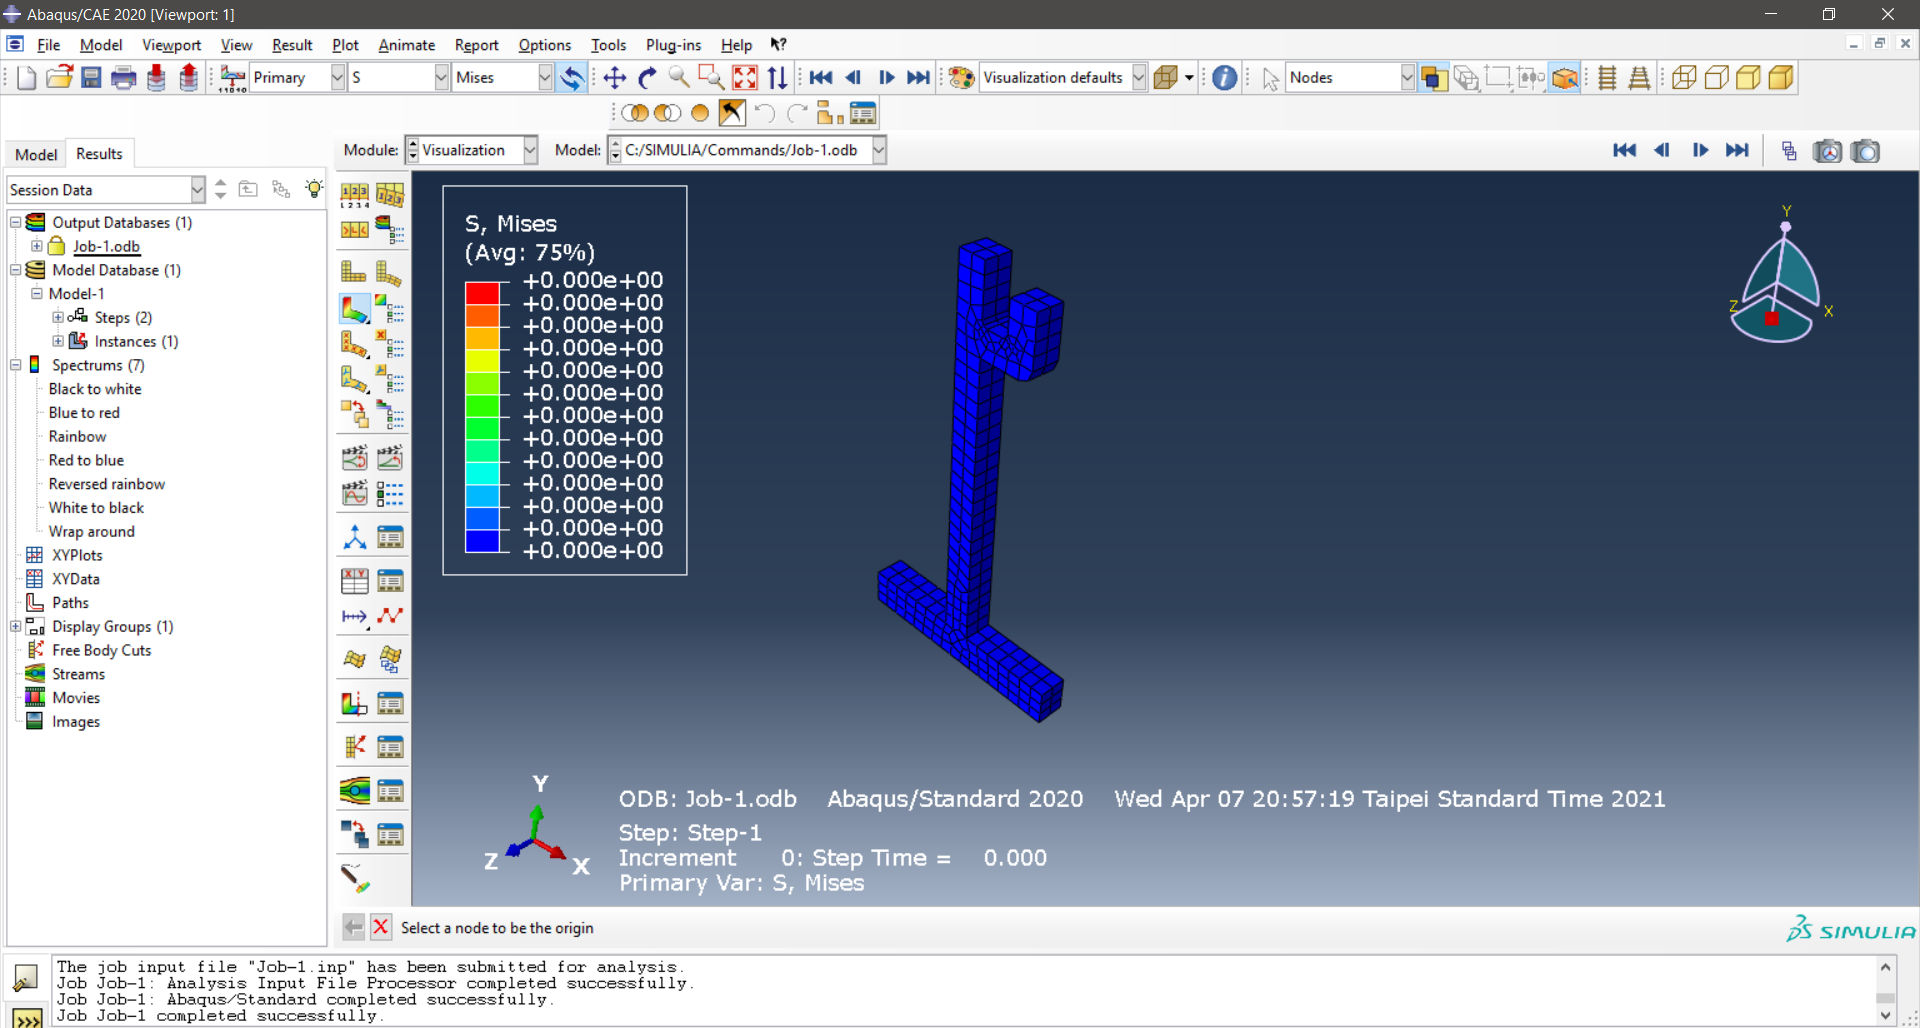 Abaqus/CAE 2020 [Viewport: 1]
File Model Viewport View Result Plot Animate Report Options Tools Plug-ins Help
Primary S Mises Visualization defaults Nodes
Model Results Module: Visualization Model: C:/SIMULIA/Commands/Job-1.odb
Session Data
Output Databases (1)
Job-1.odb
Model Database (1)
Model-1
Steps (2)
Instances (1)
Spectrums (7)
Black to white
Blue to red
Rainbow
Red to blue
Reversed rainbow
White to black
Wrap around
XYPlots
XYData
Paths
Display Groups (1)
Free Body Cuts
Streams
Movies
Images
S, Mises
(Avg: 75%)
+0.000e+00
+0.000e+00
+0.000e+00
+0.000e+00
+0.000e+00
+0.000e+00
+0.000e+00
+0.000e+00
+0.000e+00
+0.000e+00
+0.000e+00
+0.000e+00
+0.000e+00
Y
Z
X
Y
Z
X
ODB: Job-1.odb Abaqus/Standard 2020 Wed Apr 07 20:57:19 Taipei Standard Time 2021
Step: Step-1
Increment 0: Step Time = 0.000
Primary Var: S, Mises
Select a node to be the origin
SIMULIA
The job input file "Job-1.inp" has been submitted for analysis.
Job Job-1: Analysis Input File Processor completed successfully.
Job Job-1: Abaqus/Standard completed successfully.
Job Job-1 completed successfully.
>>>